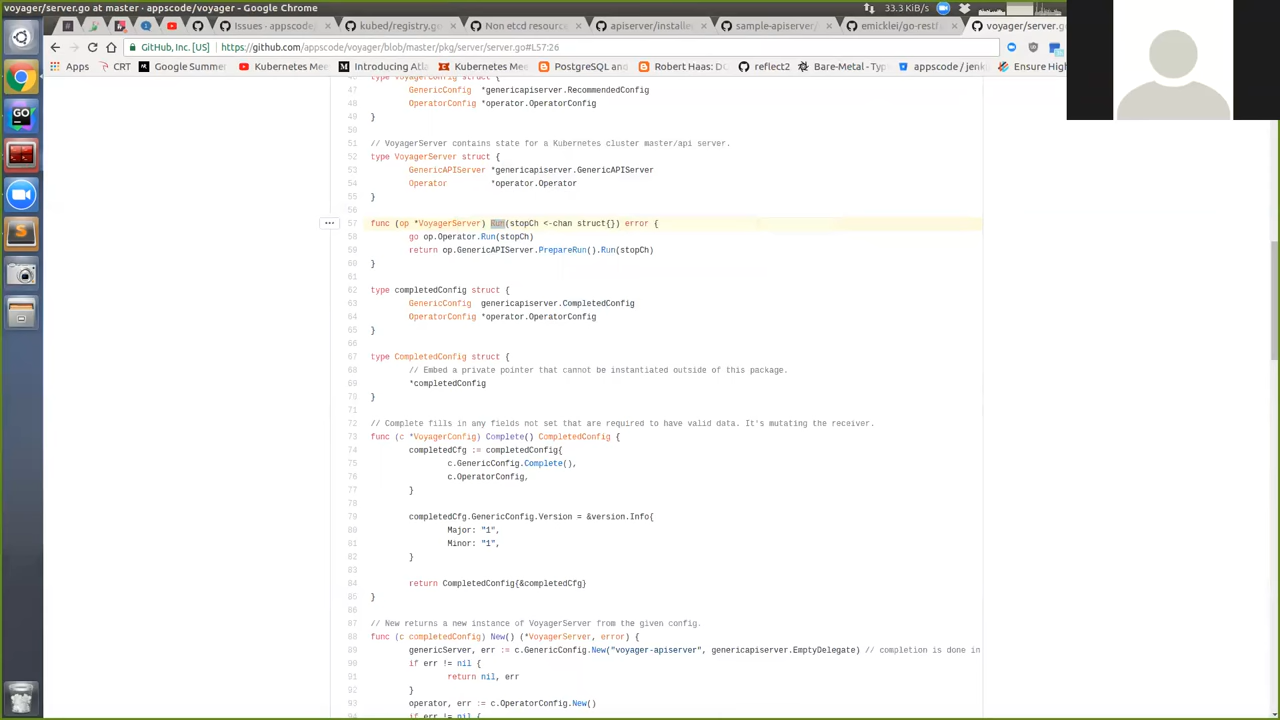 voyager/server.go at master · appscode/voyager - Google Chrome
33.3 KiB/s
Issues · appscode/
kubed/registry.go
Non etcd resource
apiserver/installe
sample-apiserver
emicklei/go-restf
voyager/server.go
GitHub, Inc. [US]
https://github.com/appscode/voyager/blob/master/pkg/server/server.go#L57:26
Apps
CRT
Google Summer
Kubernetes Mee
Introducing Atla
Kubernetes Mee
PostgreSQL and
Robert Haas: D
reflect2
Bare-Metal - Typ
appscode / jenk
Ensure High
type VoyagerConfig struct {
47 GenericConfig *genericapiserver.RecommendedConfig
48 OperatorConfig *operator.OperatorConfig
49 }
50
51 // VoyagerServer contains state for a Kubernetes cluster master/api server.
52 type VoyagerServer struct {
53 GenericAPIServer *genericapiserver.GenericAPIServer
54 Operator *operator.Operator
55 }
56
57 func (op *VoyagerServer) Run(stopCh <-chan struct{}) error {
58 go op.Operator.Run(stopCh)
59 return op.GenericAPIServer.PrepareRun().Run(stopCh)
60 }
61
62 type completedConfig struct {
63 GenericConfig genericapiserver.CompletedConfig
64 OperatorConfig *operator.OperatorConfig
65 }
66
67 type CompletedConfig struct {
68 // Embed a private pointer that cannot be instantiated outside of this package.
69 *completedConfig
70 }
71
72 // Complete fills in any fields not set that are required to have valid data. It's mutating the receiver.
73 func (c *VoyagerConfig) Complete() CompletedConfig {
74 completedCfg := completedConfig{
75 c.GenericConfig.Complete(),
76 c.OperatorConfig,
77 }
78
79 completedCfg.GenericConfig.Version = &version.Info{
80 Major: "1",
81 Minor: "1",
82 }
83
84 return CompletedConfig{&completedCfg}
85 }
86
87 // New returns a new instance of VoyagerServer from the given config.
88 func (c completedConfig) New() (*VoyagerServer, error) {
89 genericServer, err := c.GenericConfig.New("voyager-apiserver", genericapiserver.EmptyDelegate) // completion is done in
90 if err != nil {
91 return nil, err
92 }
93 operator, err := c.OperatorConfig.New()
94 if err != nil {